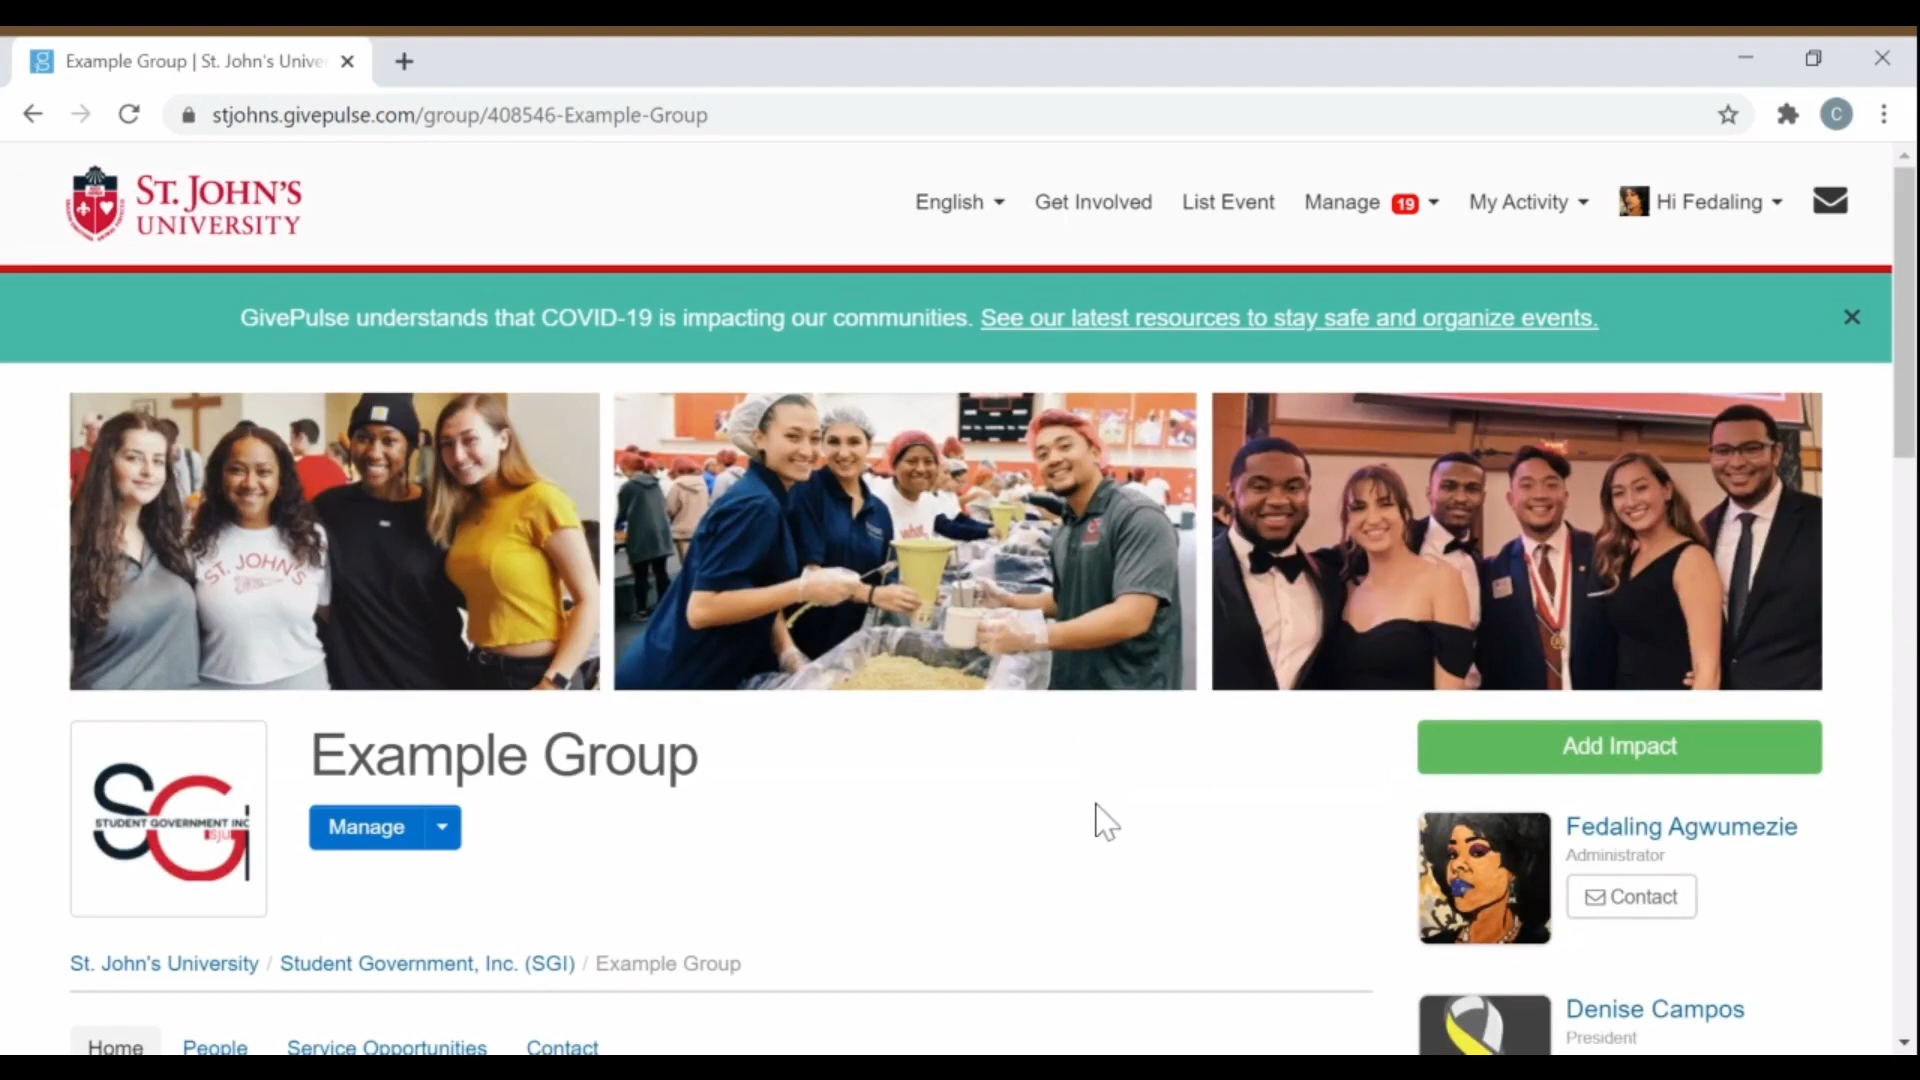 Example Group | St. John's Unive
stjohns.givepulse.com/group/408546-Example-Group
C
ST. JOHN'S
UNIVERSITY
English
Get Involved
List Event
Manage 19
My Activity
Hi Fedaling
GivePulse understands that COVID-19 is impacting our communities. See our latest resources to stay safe and organize events.
ST. JOHN'S
Example Group
Add Impact
STUDENT GOVERNMENT INC
SJU
Manage
Fedaling Agwumezie
Administrator
Contact
St. John's University / Student Government, Inc. (SGI) / Example Group
Denise Campos
President
Home
People
Service Opportunities
Contact